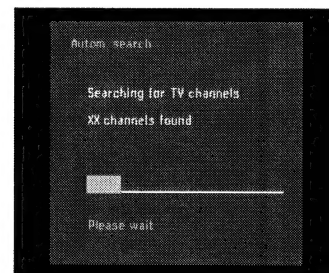 Autom. search
Searching for TV channels
XX channels found
Please wait